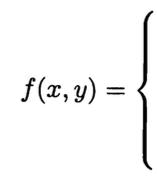 f(x, y) = {